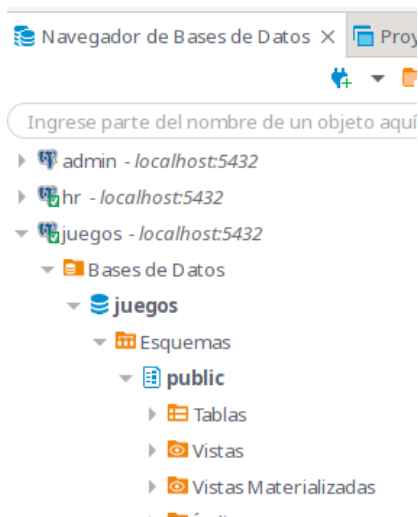 Navegador de Bases de Datos
Proy
Ingrese parte del nombre de un objeto aquí
admin - localhost:5432
hr - localhost:5432
juegos - localhost:5432
Bases de Datos
juegos
Esquemas
public
Tablas
Vistas
Vistas Materializadas